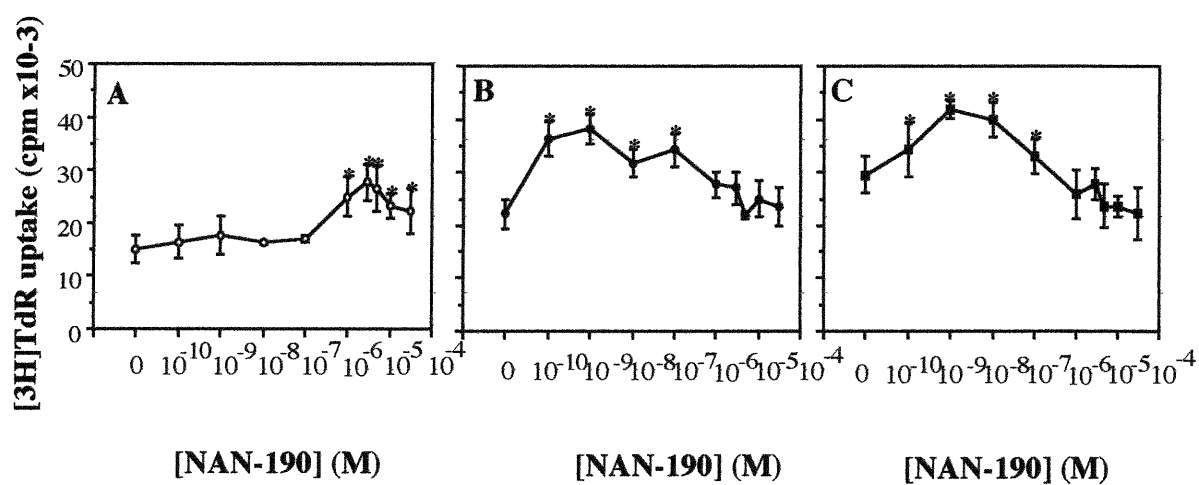 [3H]TdR uptake (cpm x10-3)
50
40
30
20
10
0
A
* ** * *
B
* * * *
C
* * * *
0 10-10 10-9 10-8 10-7 10-6 10-5 10-4
0 10-10 10-9 10-8 10-7 10-6 10-5 10-4
0 10-10 10-9 10-8 10-7 10-6 10-5 10-4
[NAN-190] (M)
[NAN-190] (M)
[NAN-190] (M)